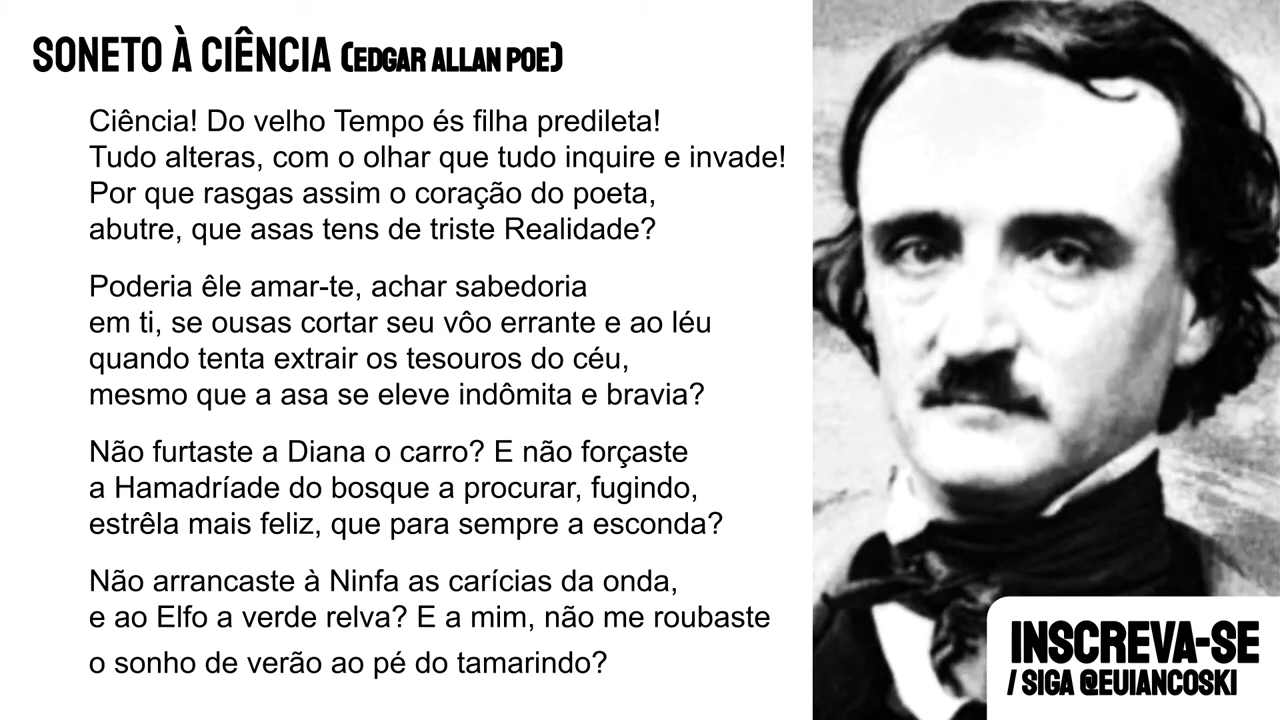 SONETO À CIÊNCIA (EDGAR ALLAN POE)
Ciência! Do velho Tempo és filha predileta!
Tudo alteras, com o olhar que tudo inquire e invade!
Por que rasgas assim o coração do poeta,
abutre, que asas tens de triste Realidade?
Poderia êle amar-te, achar sabedoria
em ti, se ousas cortar seu vôo errante e ao léu
quando tenta extrair os tesouros do céu,
mesmo que a asa se eleve indômita e bravia?
Não furtaste a Diana o carro? E não forçaste
a Hamadríade do bosque a procurar, fugindo,
estrêla mais feliz, que para sempre a esconda?
Não arrancaste à Ninfa as carícias da onda,
e ao Elfo a verde relva? E a mim, não me roubaste
o sonho de verão ao pé do tamarindo?
INSCREVA-SE
/ SIGA @EUIANCOSKI